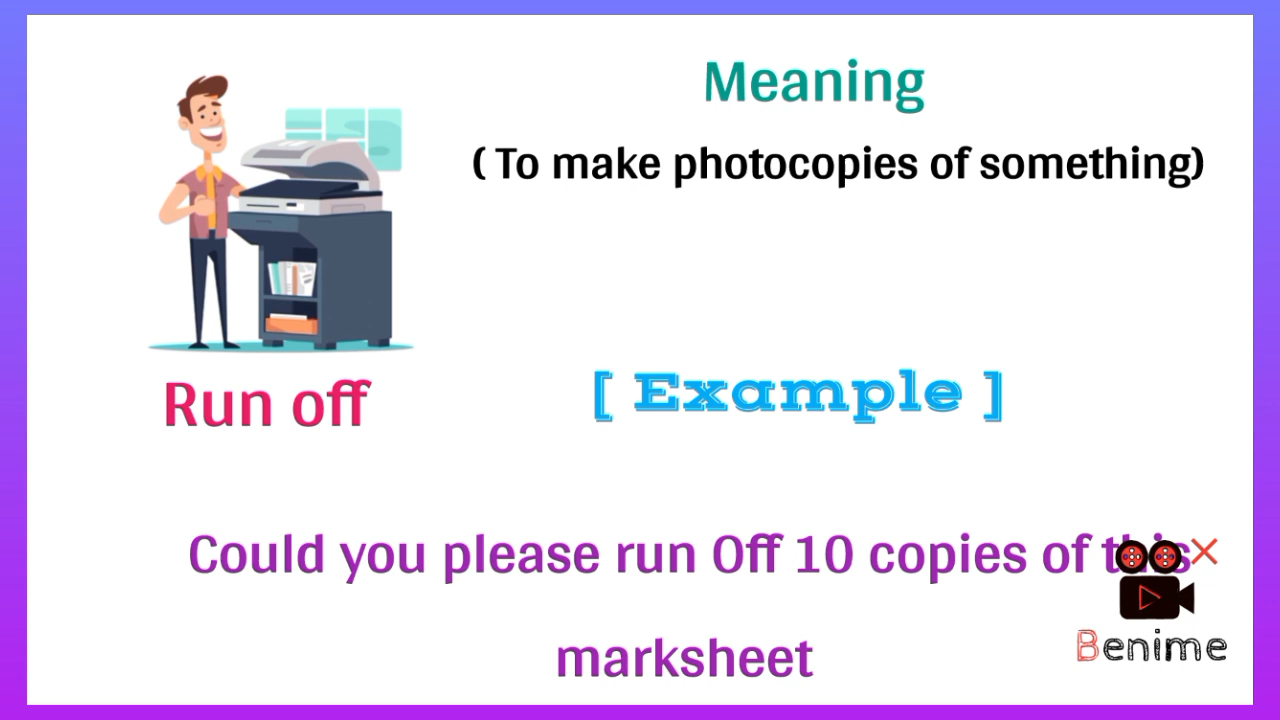 Meaning
( To make photocopies of something)
Run off
[ Example ]
Could you please run Off 10 copies of this
marksheet
Benime